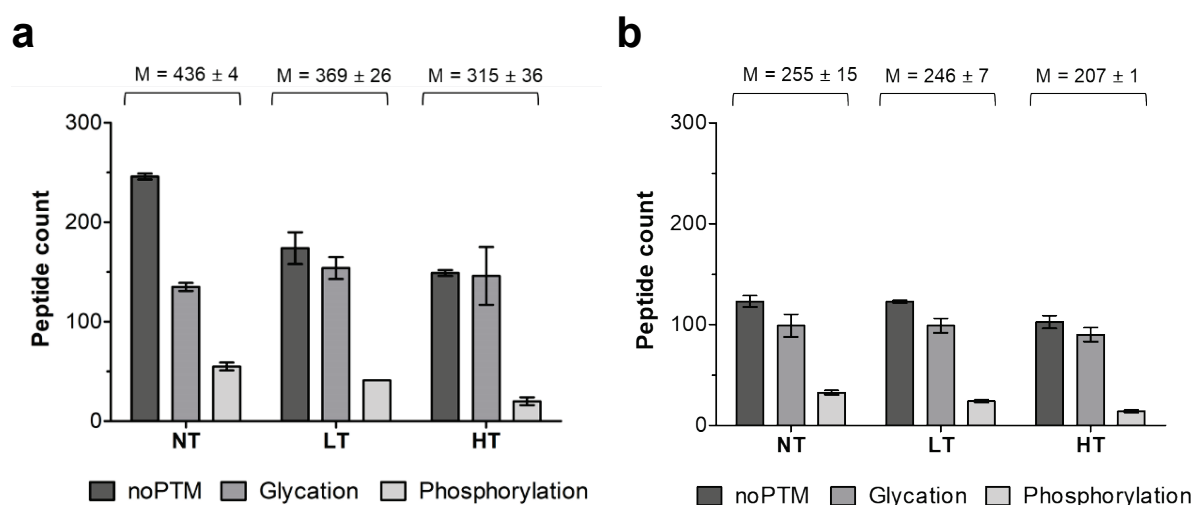 a
M = 436 ± 4 M = 369 ± 26 M = 315 ± 36
300
200
100
0
Peptide count
NT LT HT
noPTM Glycation Phosphorylation
b
M = 255 ± 15 M = 246 ± 7 M = 207 ± 1
300
200
100
0
Peptide count
NT LT HT
noPTM Glycation Phosphorylation